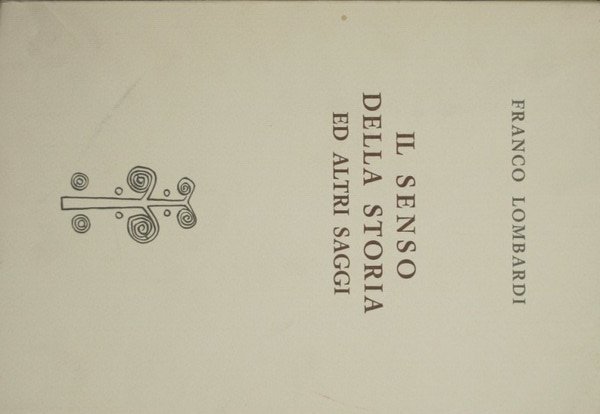 FRANCO LOMBARDI
IL SENSO
DELLA STORIA
ED ALTRI SAGGI